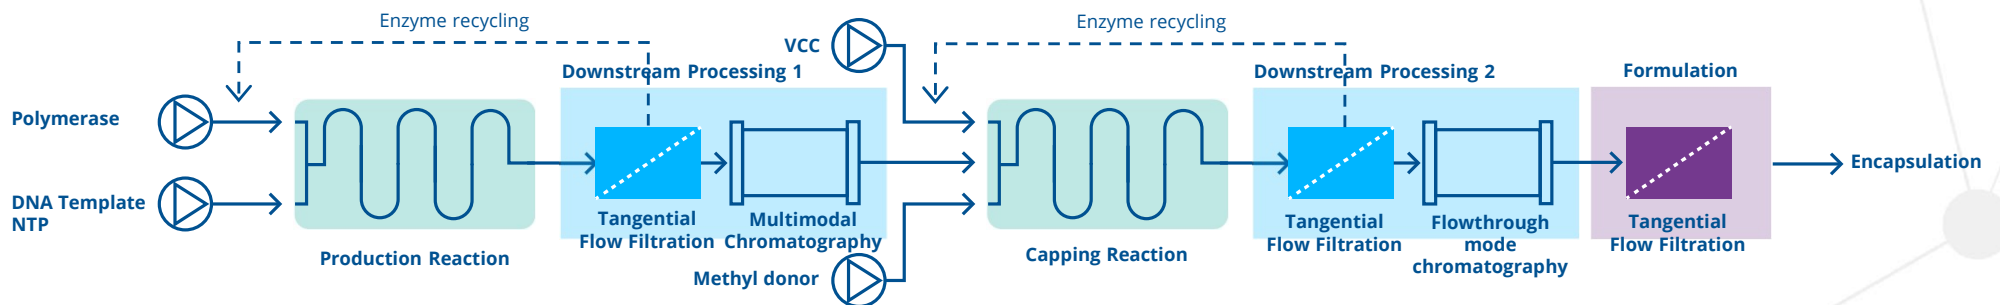 Enzyme recycling
Enzyme recycling
VCC
Downstream Processing 1
Downstream Processing 2
Formulation
Polymerase
DNA Template
NTP
Tangential
Flow Filtration
Multimodal
Chromatography
Production Reaction
Methyl donor
Capping Reaction
Tangential
Flow Filtration
Flowthrough
mode
chromatography
Tangential
Flow Filtration
Encapsulation